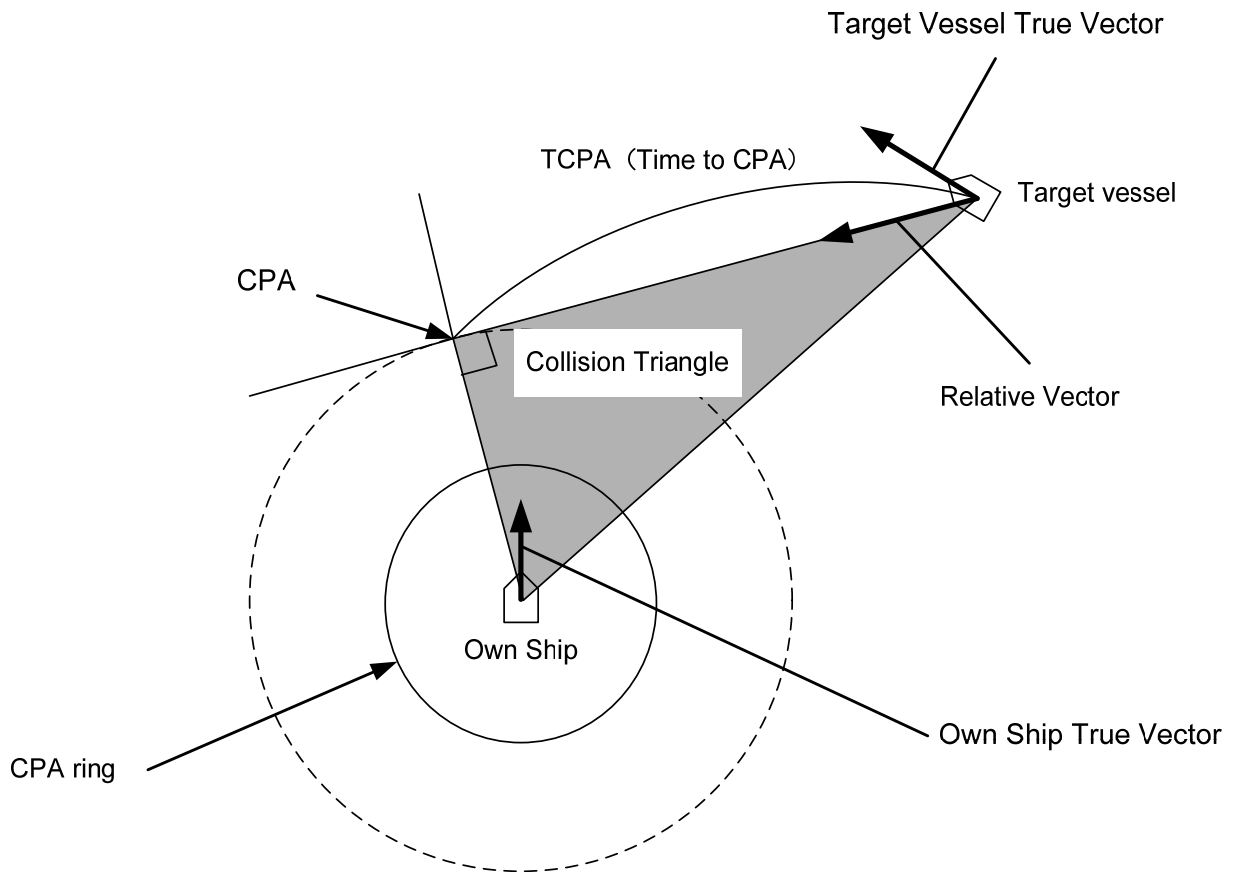 Target Vessel True Vector
TCPA（Time to CPA）
Target vessel
CPA
Collision Triangle
Relative Vector
Own Ship
Own Ship True Vector
CPA ring